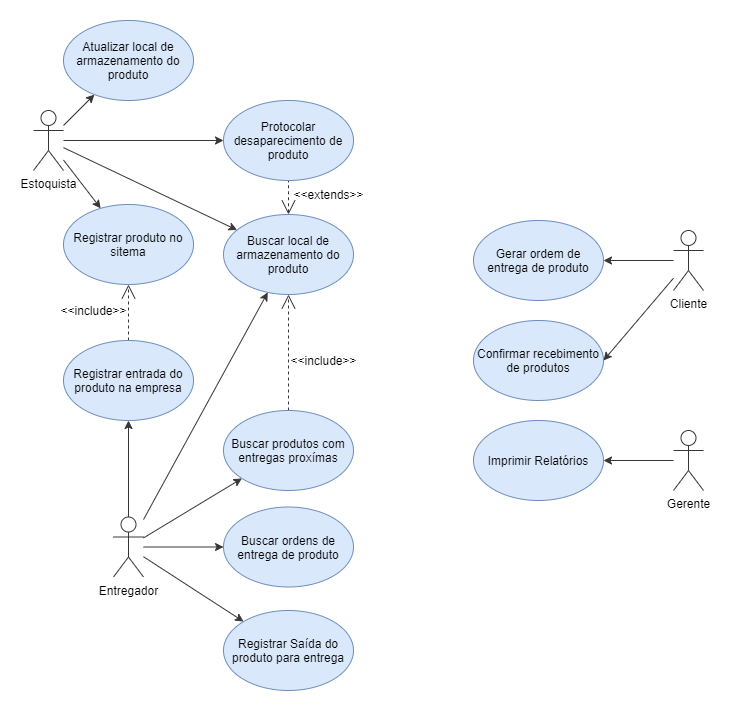 Atualizar local de
armazenamento do
produto
Protocolar
desaparecimento de
produto
Estoquista
<<extends>>
Registrar produto no
sitema
Buscar local de
armazenamento do
produto
Gerar ordem de
entrega de produto
Cliente
<<include>>
<<include>>
Registrar entrada do
produto na empresa
Confirmar recebimento
de produtos
Buscar produtos com
entregas proxímas
Imprimir Relatórios
Gerente
Buscar ordens de
entrega de produto
Entregador
Registrar Saída do
produto para entrega